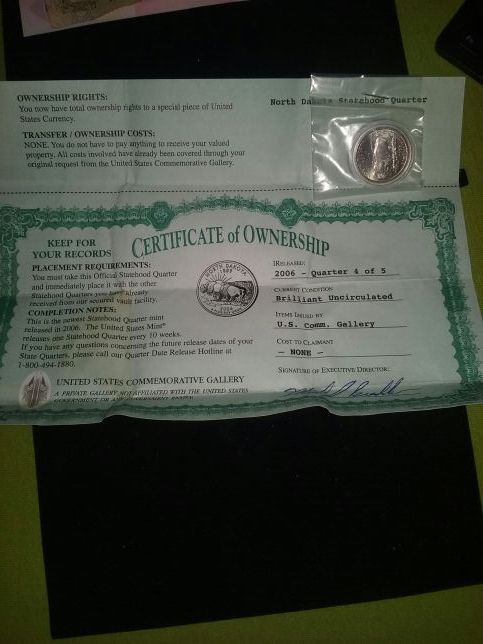 OWNERSHIP RIGHTS:
You now have total ownership rights to a special piece of United
States Currency.
TRANSFER / OWNERSHIP COSTS:
NONE. You do not have to pay anything to receive your valued
property. All costs involved have already been covered through your
original request from the United States Commemorative Gallery.
North Dakota Statehood Quarter
CERTIFICATE of OWNERSHIP
KEEP FOR
YOUR RECORDS
PLACEMENT REQUIREMENTS:
You must take this Official Statehood Quarter
and immediately place it with the other
Statehood Quarters you have already
received from our secured vault facility.
COMPLETION NOTES:
This is the newest Statehood Quarter mint
released in 2006. The United States Mint®
releases one Statehood Quarter every 10 weeks.
If you have any questions concerning the future release dates of your
State Quarters, please call our Quarter Date Release Hotline at
1-800-494-1880.
UNITED STATES COMMEMORATIVE GALLERY
A PRIVATE GALLERY NOT AFFILIATED WITH THE UNITED STATES
GOVERNMENT OR ANY GOVERNMENT AGENCY
NORTH DAKOTA
1889
RELEASED:
2006 - Quarter 4 of 5
CURRENT CONDITION
Brilliant Uncirculated
ITEMS ISSUED BY
U.S. Comm. Gallery
COST TO CLAIMANT
- NONE -
SIGNATURE OF EXECUTIVE DIRECTOR: